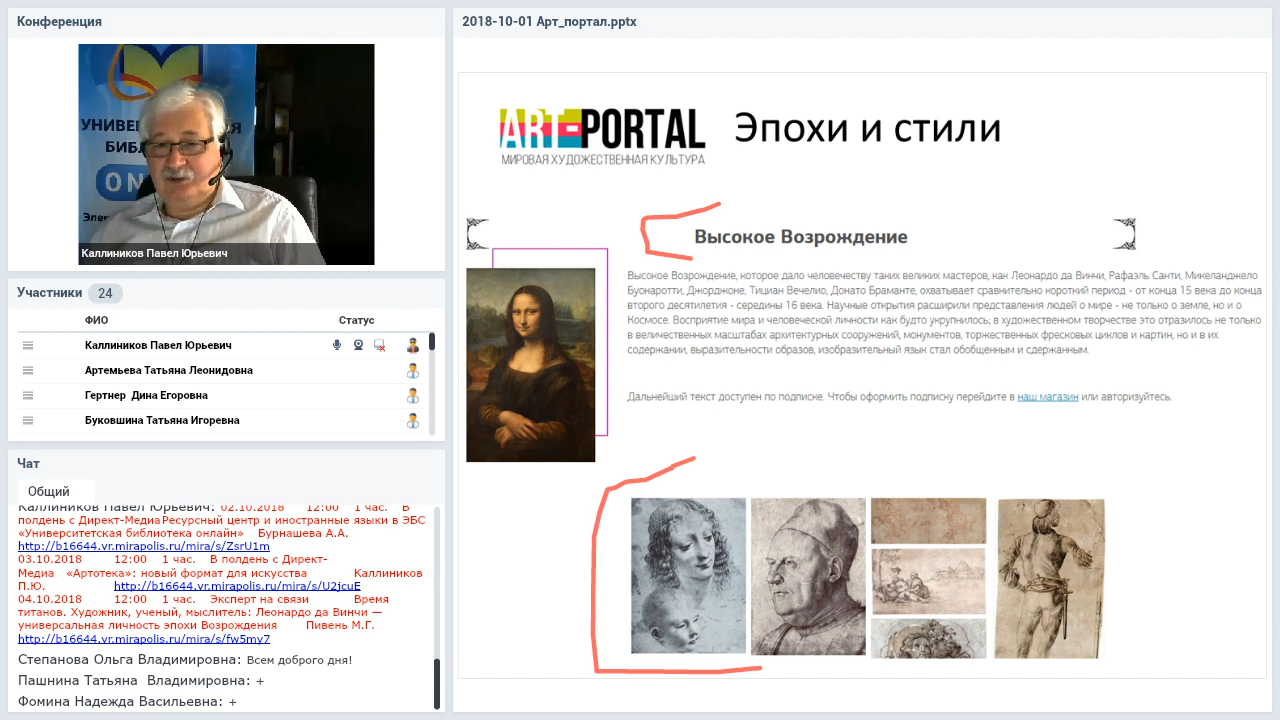 Конференция
УНИВЕ
Я
БИБЛ
ON
Элек
Каллиников Павел Юрьевич
Участники 24
ФИО Статус
Каллиников Павел Юрьевич
Артемьева Татьяна Леонидовна
Гертнер Дина Егоровна
Буковшина Татьяна Игоревна
Чат
Общий
Каллиников Павел Юрьевич: 02.10.2018 12:00 1 час. В
полдень с Директ-МедиаРесурсный центр и иностранные языки в ЭБС
«Университетская библиотека онлайн» Бурнашева А.А.
http://b16644.vr.mirapolis.ru/mira/s/ZsrU1m
03.10.2018 12:00 1 час. В полдень с Директ-
Медиа «Артотека»: новый формат для искусства Каллиников
П.Ю. http://b16644.vr.mirapolis.ru/mira/s/U2jcuE
04.10.2018 12:00 1 час. Эксперт на связи Время
титанов. Художник, ученый, мыслитель: Леонардо да Винчи —
универсальная личность эпохи Возрождения Пивень М.Г.
http://b16644.vr.mirapolis.ru/mira/s/fw5my7
Степанова Ольга Владимировна: Всем доброго дня!
Пашнина Татьяна Владимировна: +
Фомина Надежда Васильевна: +
2018-10-01 Арт_портал.pptx
ART-PORTAL
МИРОВАЯ ХУДОЖЕСТВЕННАЯ КУЛЬТУРА
Эпохи и стили
Высокое Возрождение
Высокое Возрождение, которое дало человечеству таких великих мастеров, как Леонардо да Винчи, Рафаэль Санти, Микеланджело
Буонаротти, Джорджоне, Тициан Вечелио, Донато Браманте, охватывает сравнительно короткий период - от конца 15 века до конца
второго десятилетия - середины 16 века. Научные открытия расширили представления людей о мире - не только о земле, но и о
Космосе. Восприятие мира и человеческой личности как будто укрупнилось; в художественном творчестве это отразилось не только
в величественных масштабах архитектурных сооружений, монументов, торжественных фресковых циклов и картин, но и в их
содержании, выразительности образов, изобразительный язык стал обобщенным и сдержанным.
Дальнейший текст доступен по подписке. Чтобы оформить подписку перейдите в наш магазин или авторизуйтесь.